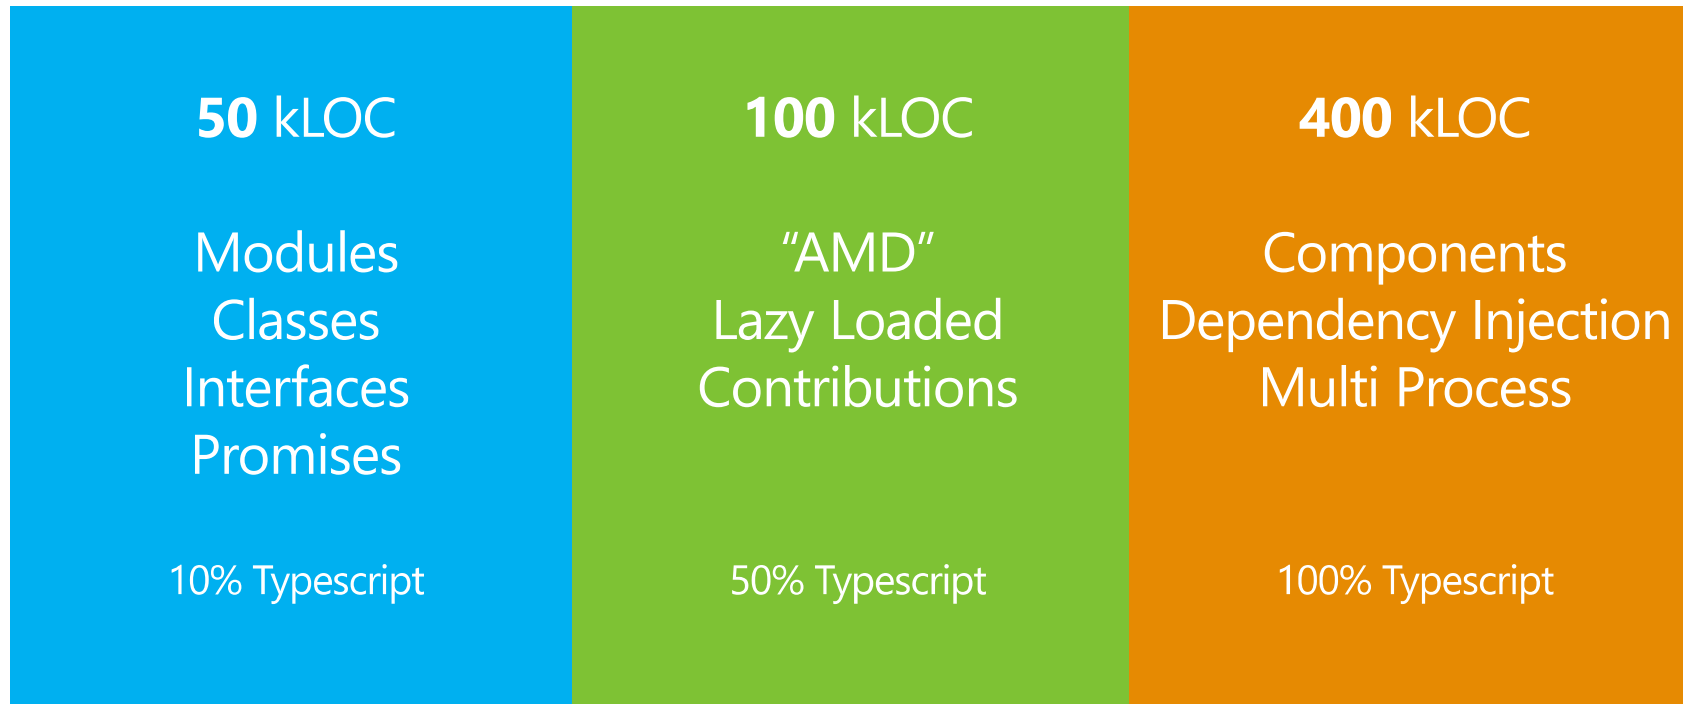 50 kLOC
Modules
Classes
Interfaces
Promises
10% Typescript
100 kLOC
“AMD”
Lazy Loaded
Contributions
50% Typescript
400 kLOC
Components
Dependency Injection
Multi Process
100% Typescript